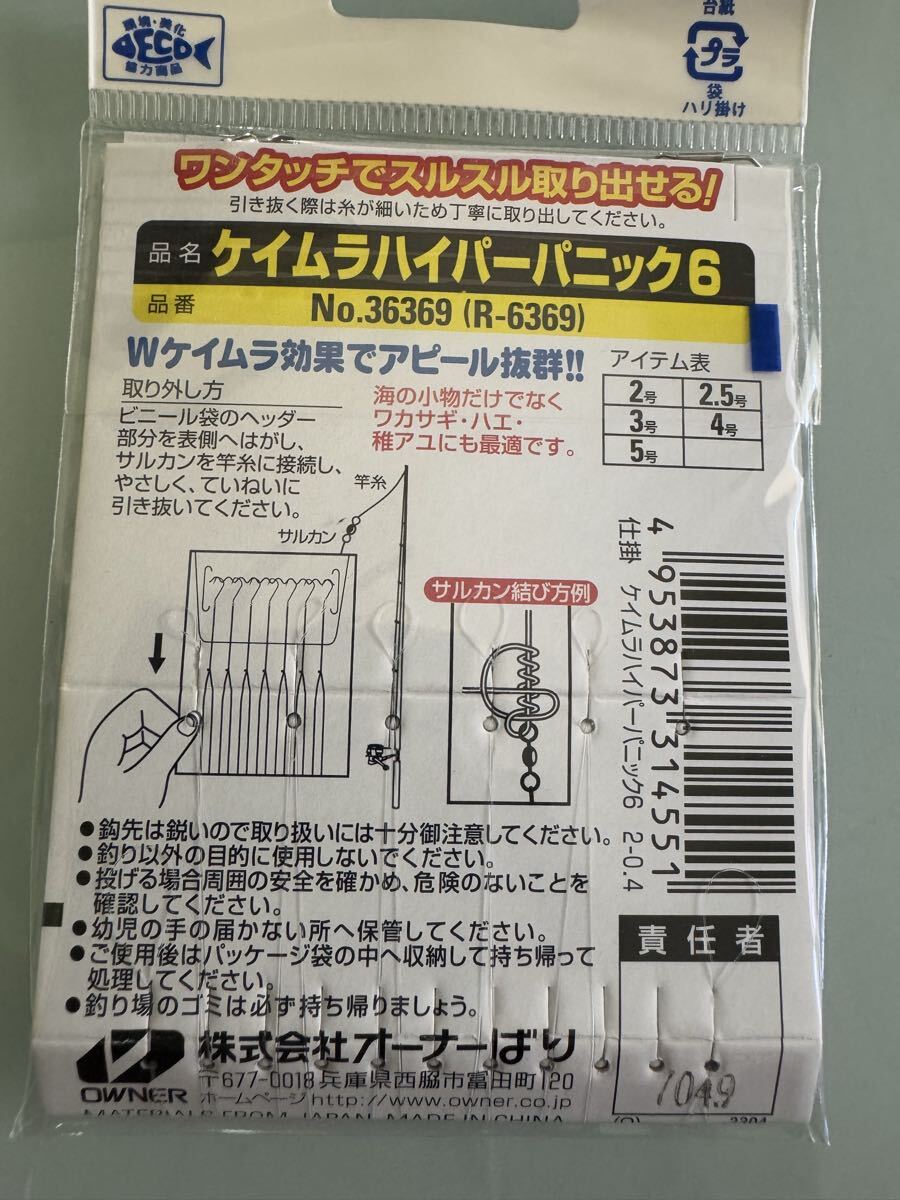 環境・美化
ECO
協力商品
台紙
プラ
袋
ハリ掛け
ワンタッチでスルスル取り出せる!
引き抜く際は糸が細いため丁寧に取り出してください。
品名 ケイムラハイパーパニック6
品番 No.36369 (R-6369)
Wケイムラ効果でアピール抜群!!
取り外し方
ビニール袋のヘッダー
部分を表側へはがし、
サルカンを竿糸に接続し、
やさしく、ていねいに
引き抜いてください。
海の小物だけでなく
ワカサギ・ハエ・
稚アユにも最適です。
アイテム表
2号 2.5号
3号 4号
5号
竿糸
サルカン
サルカン結び方例
4 953873 314551
仕掛 ケイムラハイパーパニック6 2-0.4
●鈎先は鋭いので取り扱いには十分御注意してください。
●釣り以外の目的に使用しないでください。
●投げる場合周囲の安全を確かめ、危険のないことを
確認してください。
●幼児の手の届かない所へ保管してください。
●ご使用後はパッケージ袋の中へ収納して持ち帰って
処理してください。
●釣り場のゴミは必ず持ち帰りましょう。
責任者
1049
OWNER
株式会社オーナーばり
〒677-0018 兵庫県西脇市富田町120
ホームページ http://www.owner.co.jp
MATERIALS FROM JAPAN, MADE IN CHINA